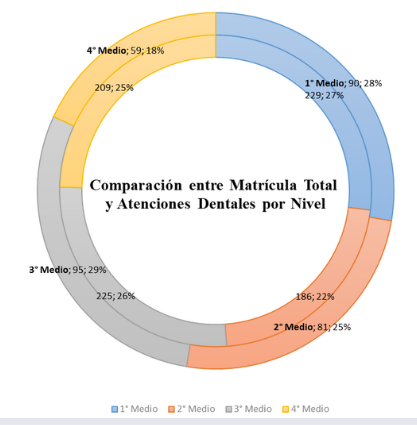 4° Medio; 59; 18%
209; 25%
1° Medio; 90; 28%
229; 27%
Comparación entre Matrícula Total
y Atenciones Dentales por Nivel
3° Medio; 95; 29%
225; 26%
186; 22%
2° Medio; 81; 25%
1° Medio 2° Medio 3° Medio 4° Medio